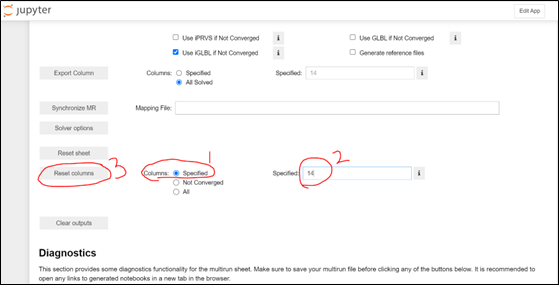 jupyter
Edit App
Use iPRVS if Not Converged i
Use GLBL if Not Converged i
Use iGLBL if Not Converged i
Generate reference files
Export Column Columns: Specified Specified: 14 i
All Solved
Synchronize MR Mapping File:
Solver options
Reset sheet
1
2
Reset columns 3 Columns: Specified Specified: 14 i
Not Converged
All
Clear outputs
Diagnostics
This section provides some diagnostics functionality for the multirun sheet. Make sure to save your multirun file before clicking any of the buttons below. It is recommended to
open any links to generated notebooks in a new tab in the browser.